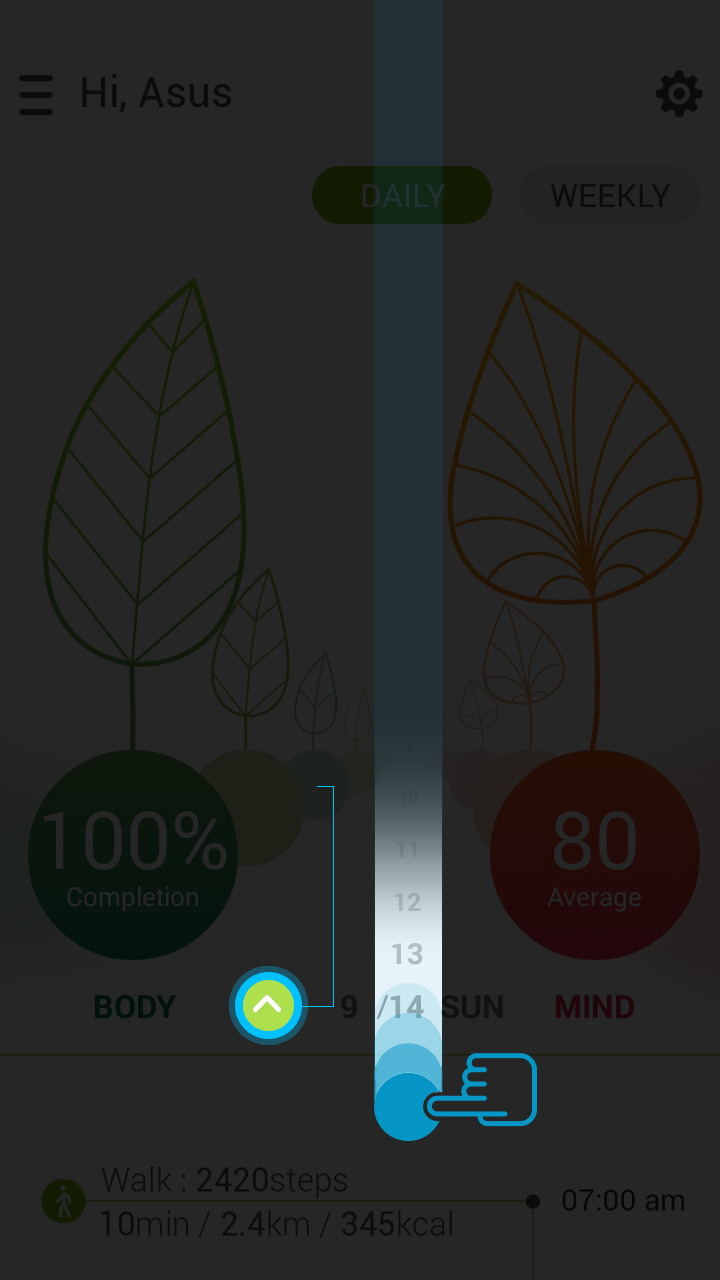 Hi, Asus
DAILY WEEKLY
10
11
12
13
100%
Completion
80
Average
BODY 9 /14 SUN MIND
Walk : 2420steps
10min / 2.4km / 345kcal
07:00 am